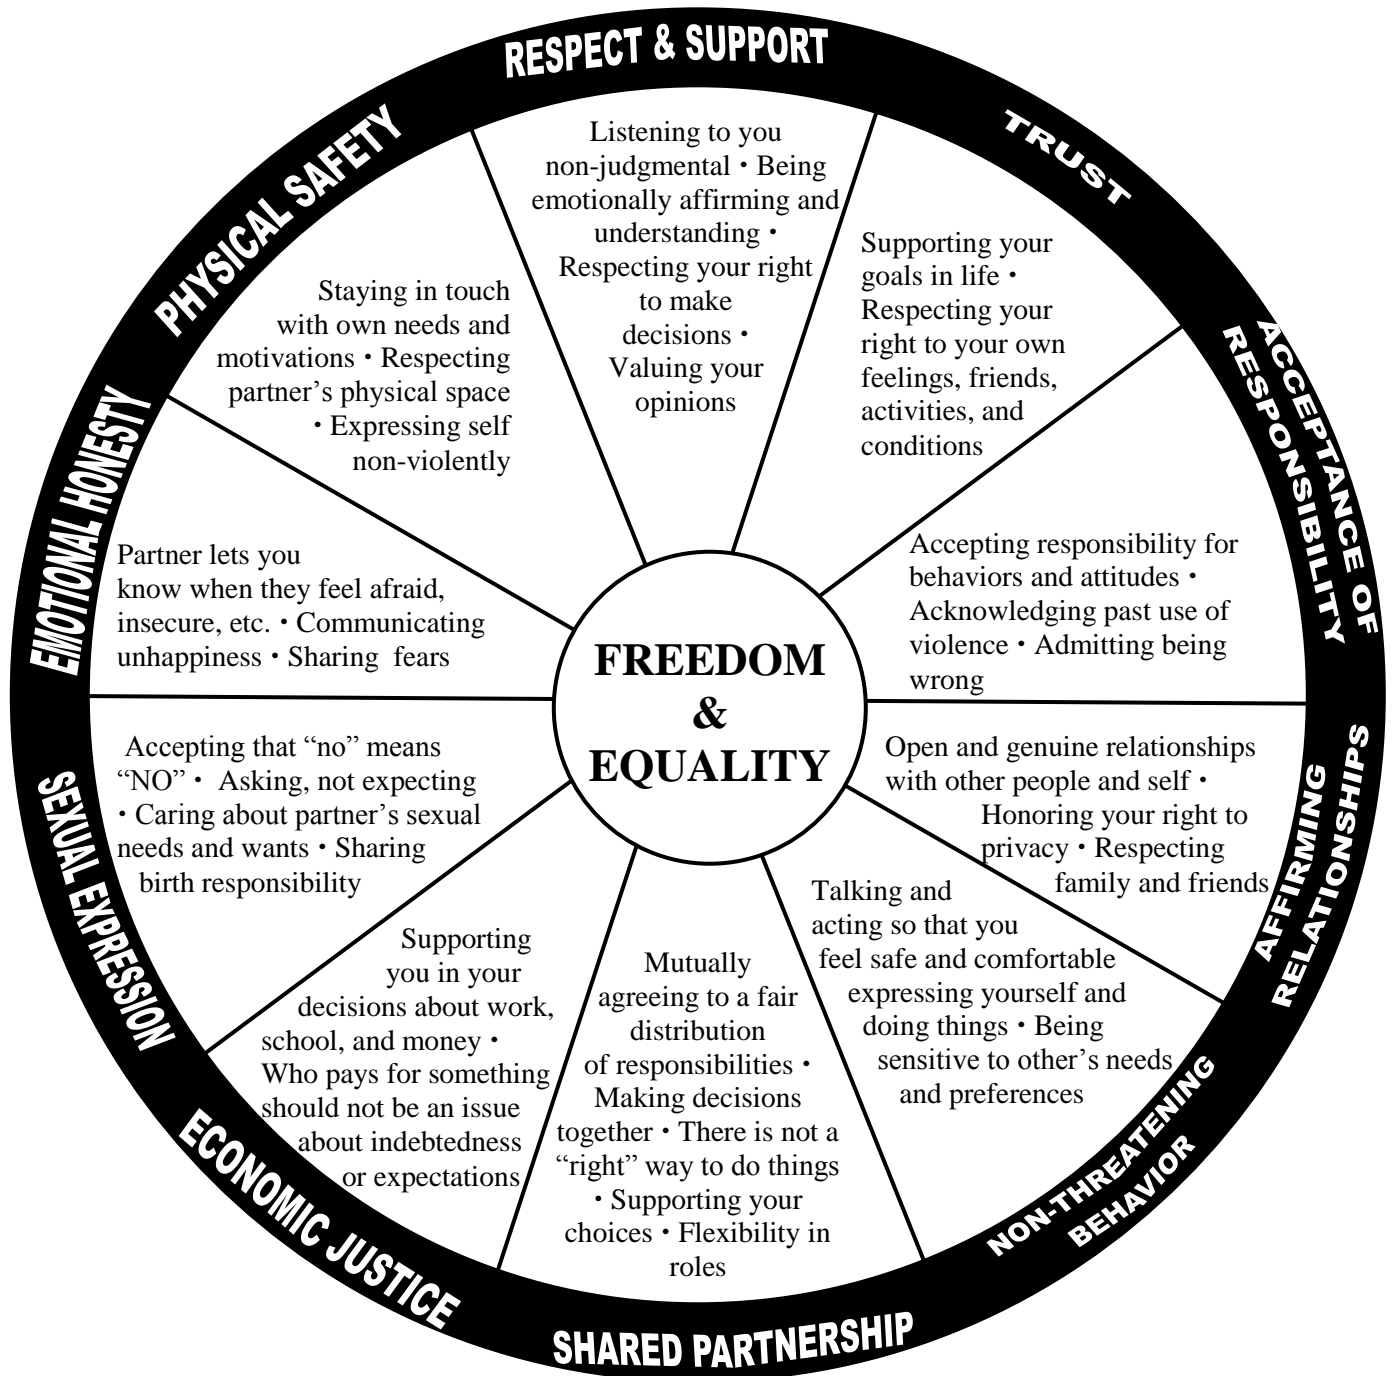 RESPECT & SUPPORT
Listening to you
non-judgmental • Being
emotionally affirming and
understanding •
Respecting your right
to make
decisions •
Valuing your
opinions
TRUST
Supporting your
goals in life •
Respecting your
right to your own
feelings, friends,
activities, and
conditions
ACCEPTANCE OF
RESPONSIBILITY
Accepting responsibility for
behaviors and attitudes •
Acknowledging past use of
violence • Admitting being
wrong
AFFIRMING
RELATIONSHIPS
Open and genuine relationships
with other people and self •
Honoring your right to
privacy • Respecting
family and friends
NON-THREATENING
BEHAVIOR
Talking and
acting so that you
feel safe and comfortable
expressing yourself and
doing things • Being
sensitive to other’s needs
and preferences
SHARED PARTNERSHIP
Mutually
agreeing to a fair
distribution
of responsibilities •
Making decisions
together • There is not a
“right” way to do things
• Supporting your
choices • Flexibility in
roles
ECONOMIC JUSTICE
Supporting
you in your
decisions about work,
school, and money •
Who pays for something
should not be an issue
about indebtedness
or expectations
SEXUAL EXPRESSION
Accepting that “no” means
“NO” • Asking, not expecting
• Caring about partner’s sexual
needs and wants • Sharing
birth responsibility
EMOTIONAL HONESTY
Partner lets you
know when they feel afraid,
insecure, etc. • Communicating
unhappiness • Sharing fears
PHYSICAL SAFETY
Staying in touch
with own needs and
motivations • Respecting
partner’s physical space
• Expressing self
non-violently
FREEDOM
&
EQUALITY